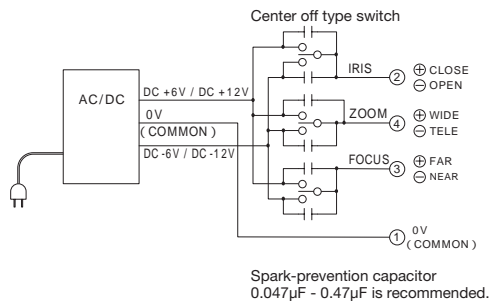 Center off type switch
AC/DC
DC +6V / DC +12V
0V
( COMMON )
DC -6V / DC -12V
IRIS
2
⊕ CLOSE
⊖ OPEN
ZOOM
4
⊕ WIDE
⊖ TELE
FOCUS
3
⊕ FAR
⊖ NEAR
1
0V
( COMMON )
Spark-prevention capacitor
0.047µF - 0.47µF is recommended.